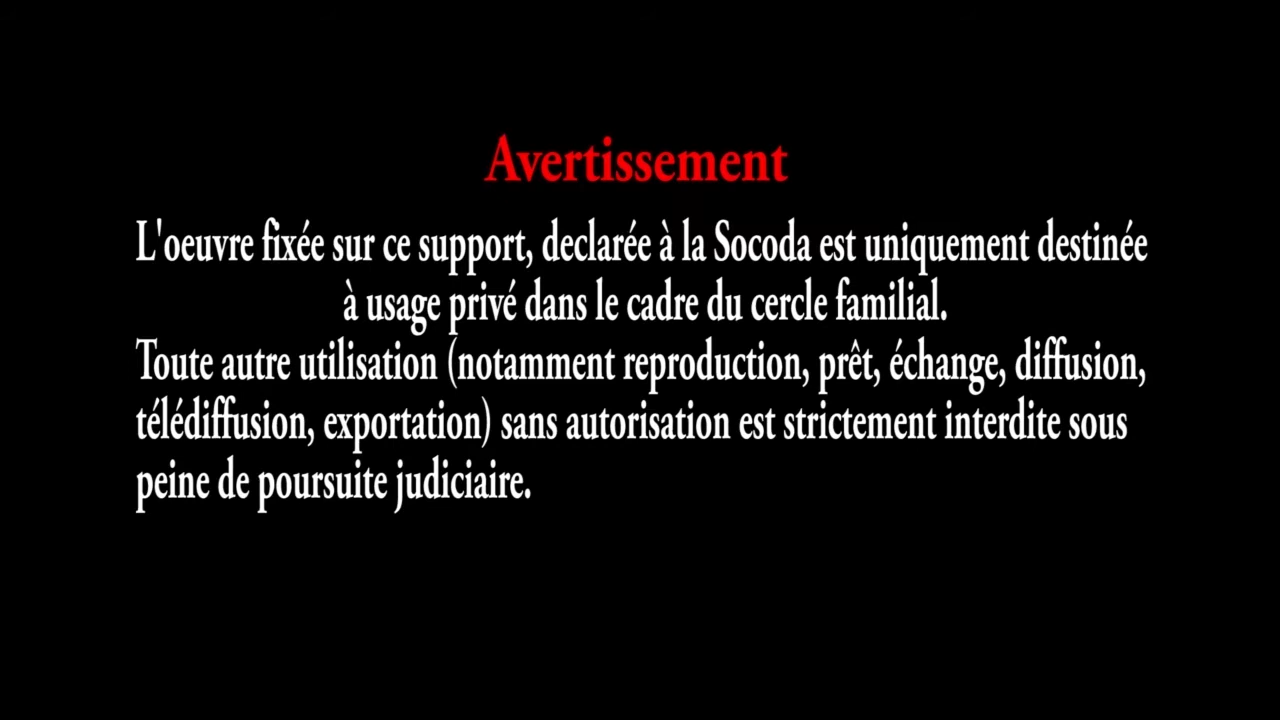 Avertissement
L'oeuvre fixée sur ce support, declarée à la Socoda est uniquement destinée
à usage privé dans le cadre du cercle familial.
Toute autre utilisation (notamment reproduction, prêt, échange, diffusion,
télédiffusion, exportation) sans autorisation est strictement interdite sous
peine de poursuite judiciaire.